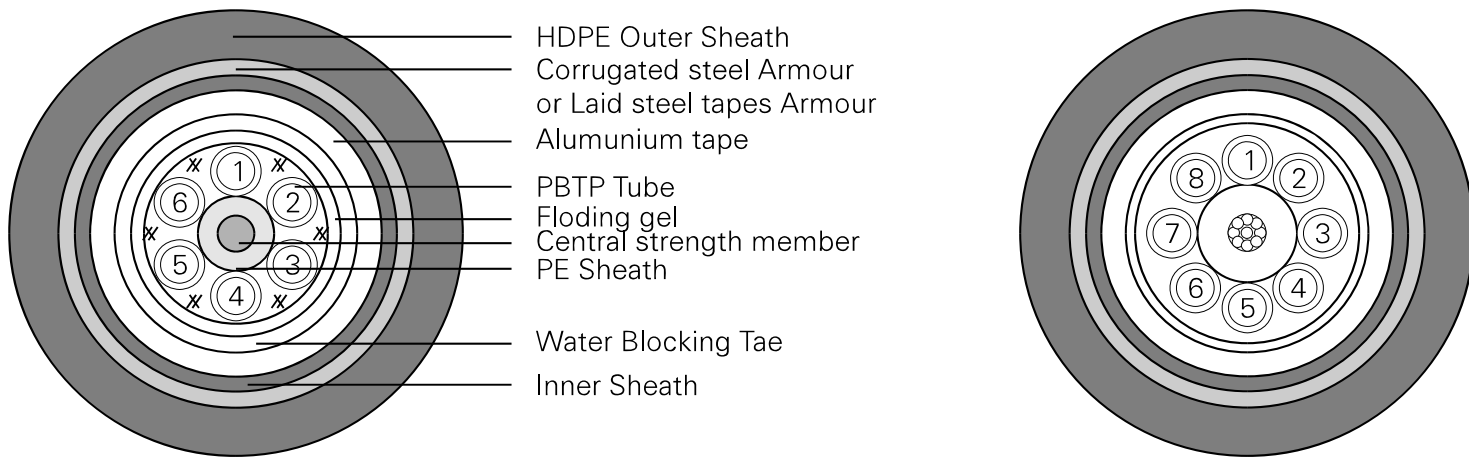 HDPE Outer Sheath
Corrugated steel Armour
or Laid steel tapes Armour
Alumunium tape
PBTP Tube
Floding gel
Central strength member
PE Sheath
Water Blocking Tae
Inner Sheath
1
2
3
4
5
6
1
2
3
4
5
6
7
8